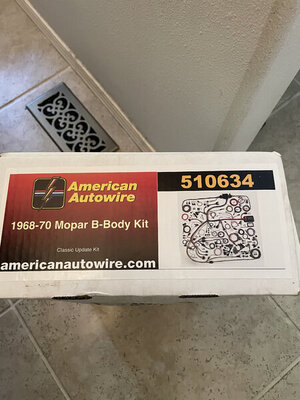 American
Autowire
510634
1968-70 Mopar B-Body Kit
Classic Update Kit
americanautowire.com